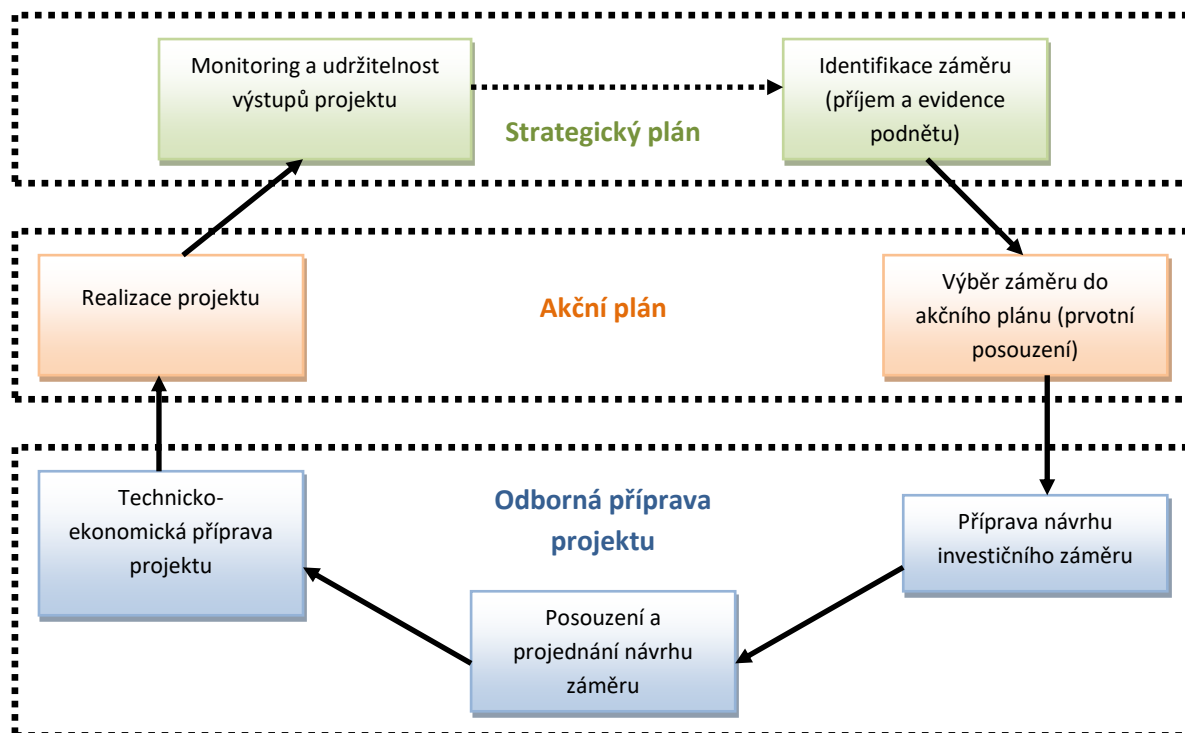 Monitoring a udržitelnost
výstupů projektu
Identifikace záměru
(příjem a evidence
podnětu)
Strategický plán
Realizace projektu
Akční plán
Výběr záměru do
akčního plánu (prvotní
posouzení)
Technicko-
ekonomická příprava
projektu
Odborná příprava
projektu
Příprava návrhu
investičního záměru
Posouzení a
projednání návrhu
záměru